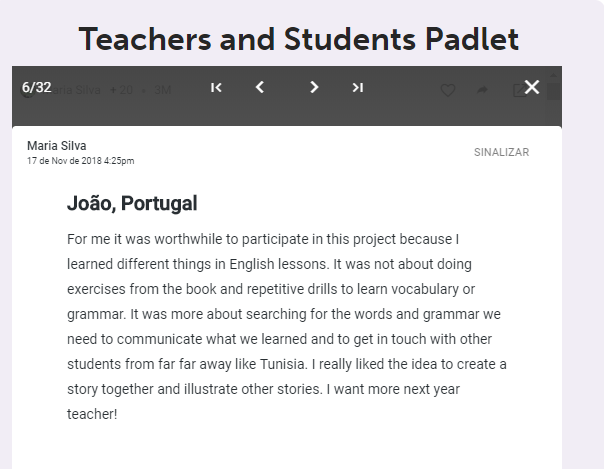 Teachers and Students Padlet
6/32 Maria Silva + 20 • 3M
Maria Silva
17 de Nov de 2018 4:25pm
SINALIZAR
João, Portugal
For me it was worthwhile to participate in this project because I
learned different things in English lessons. It was not about doing
exercises from the book and repetitive drills to learn vocabulary or
grammar. It was more about searching for the words and grammar we
need to communicate what we learned and to get in touch with other
students from far far away like Tunisia. I really liked the idea to create a
story together and illustrate other stories. I want more next year
teacher!